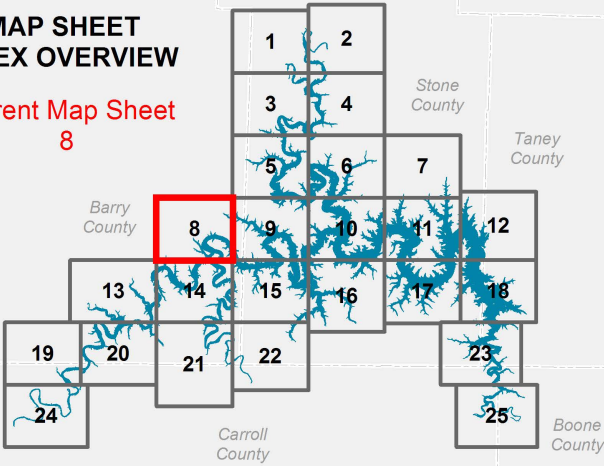 MAP SHEET
EX OVERVIEW
rent Map Sheet
8
1
2
3
4
Stone
County
5
6
7
Taney
County
Barry
County
8
9
10
11
12
13
14
15
16
17
18
19
20
21
22
23
24
25
Carroll
County
Boone
County